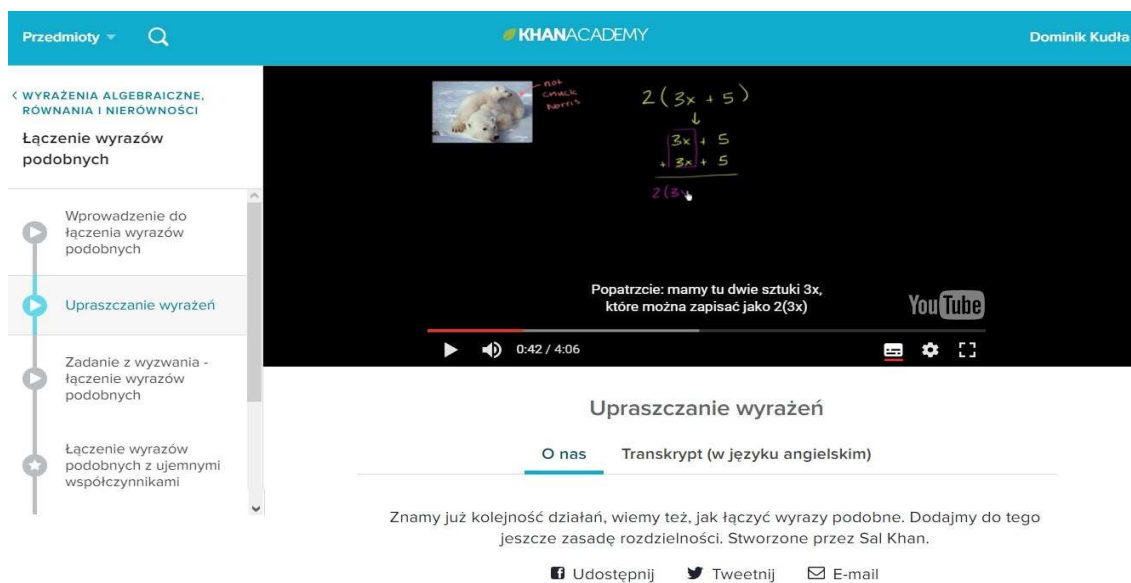 Przedmioty
KHANACADEMY
Dominik Kudła
WYRAŻENIA ALGEBRAICZNE,
RÓWNANIA I NIERÓWNOŚCI
Łączenie wyrazów
podobnych
Wprowadzenie do
łączenia wyrazów
podobnych
Upraszczanie wyrażeń
Zadanie z wyzwania -
łączenie wyrazów
podobnych
Łączenie wyrazów
podobnych z ujemnymi
współczynnikami
not
Chuck
Norris
2(3x + 5)
3x + 5
+ 3x + 5
2(3x
Popatrzcie: mamy tu dwie sztuki 3x,
które można zapisać jako 2(3x)
YouTube
0:42 / 4:06
Upraszczanie wyrażeń
O nas Transkrypt (w języku angielskim)
Znamy już kolejność działań, wiemy też, jak łączyć wyrazy podobne. Dodajmy do tego
jeszcze zasadę rozdzielności. Stworzone przez Sal Khan.
Udostępnij Tweetnij E-mail